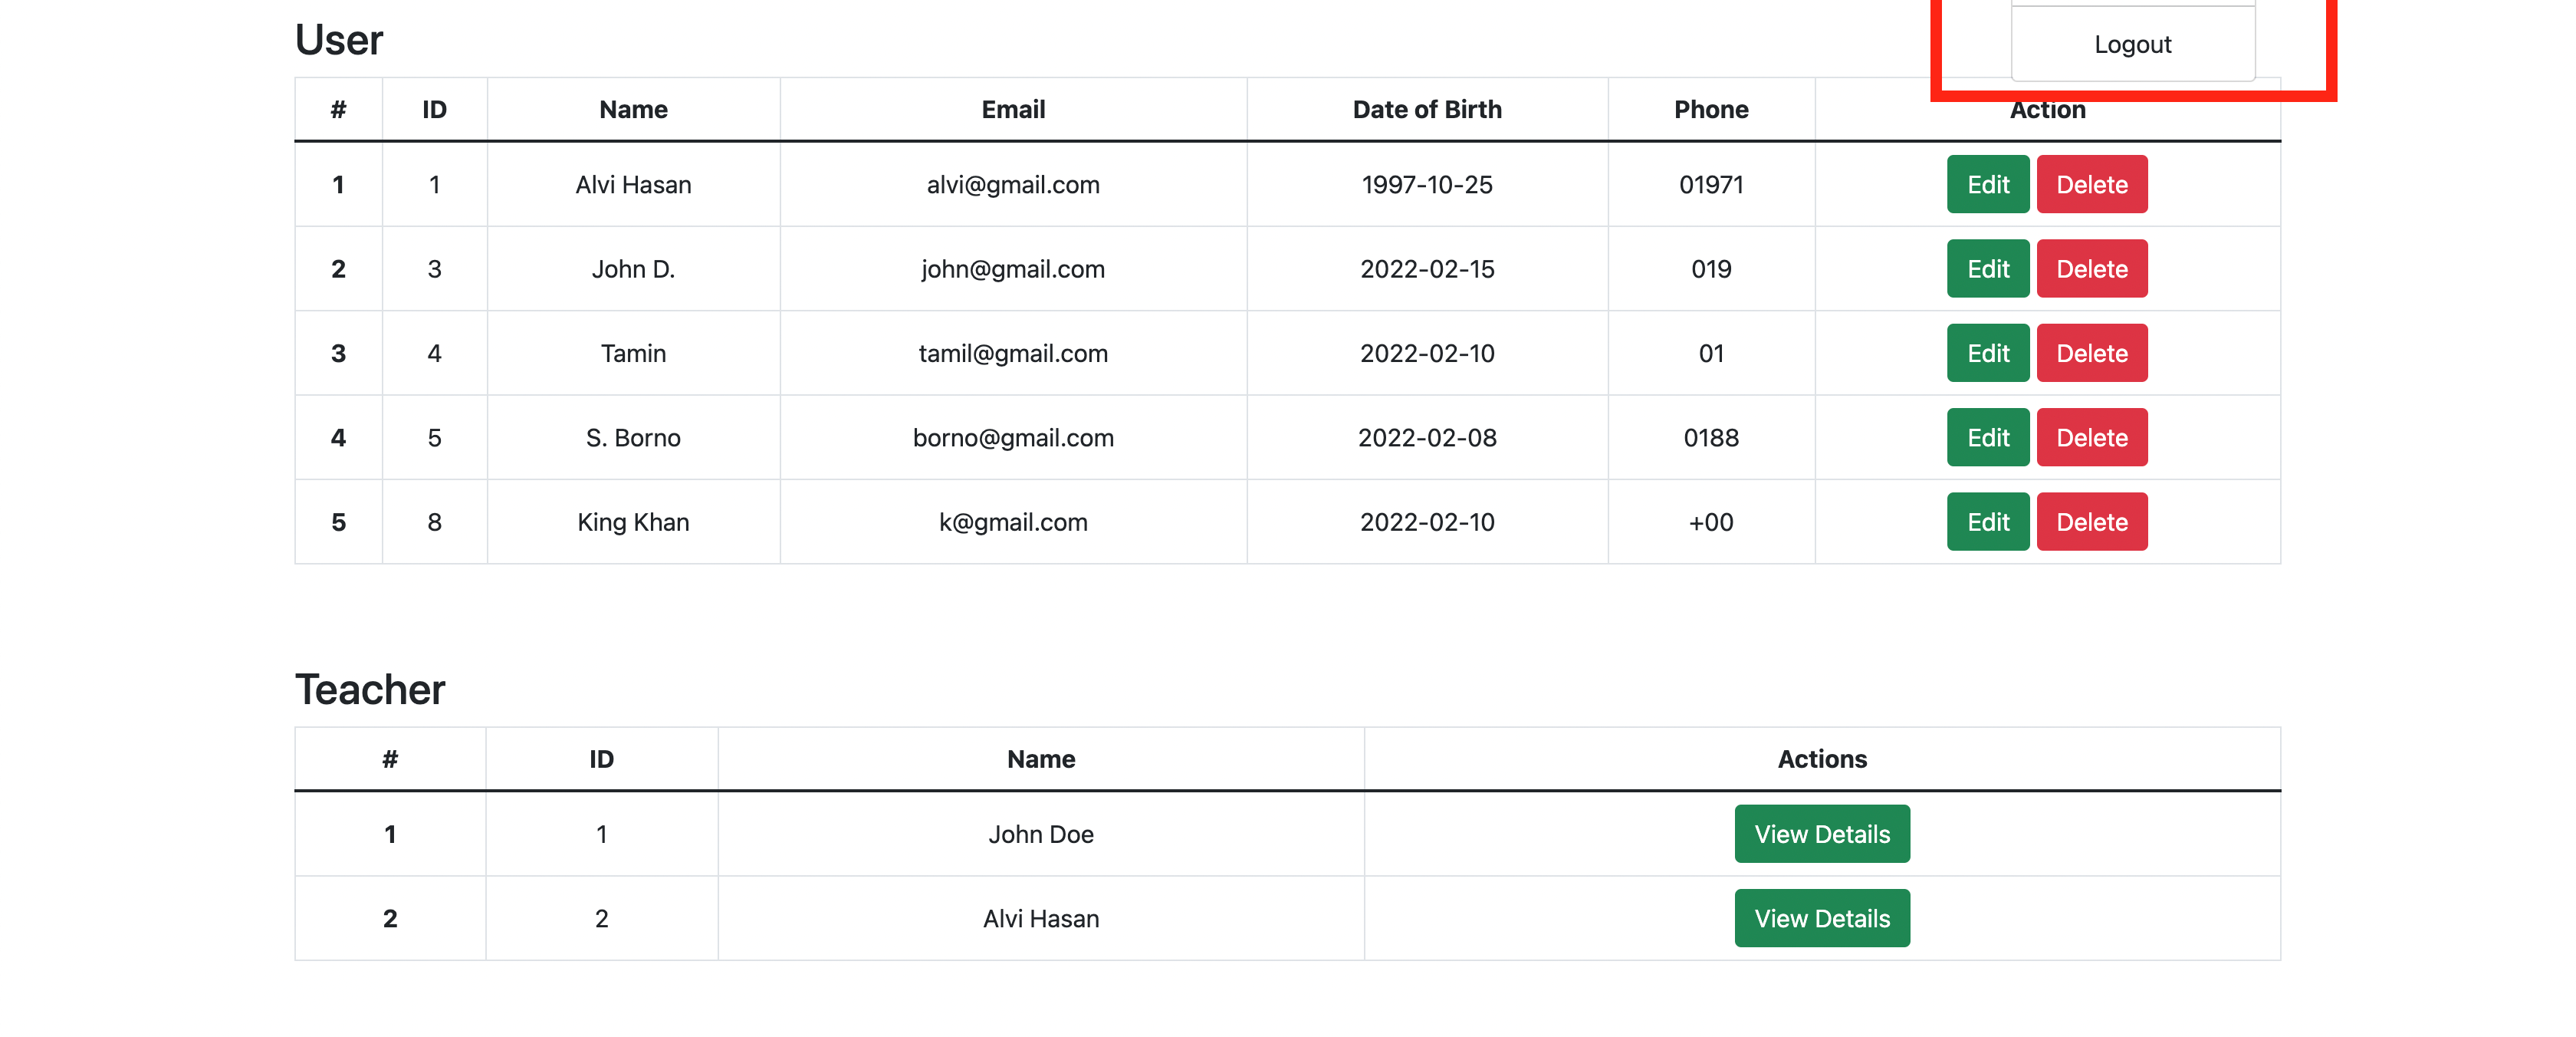 User
Logout
# ID Name Email Date of Birth Phone Action
1 1 Alvi Hasan alvi@gmail.com 1997-10-25 01971 Edit Delete
2 3 John D. john@gmail.com 2022-02-15 019 Edit Delete
3 4 Tamin tamil@gmail.com 2022-02-10 01 Edit Delete
4 5 S. Borno borno@gmail.com 2022-02-08 0188 Edit Delete
5 8 King Khan k@gmail.com 2022-02-10 +00 Edit Delete
Teacher
# ID Name Actions
1 1 John Doe View Details
2 2 Alvi Hasan View Details